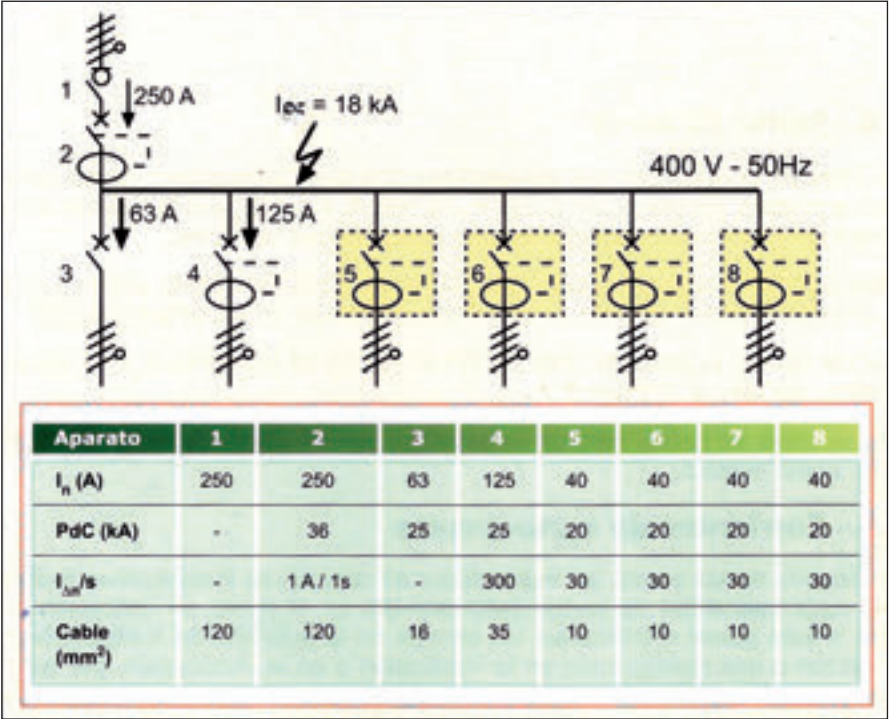 1
250 A
Ipc = 18 kA
2
400 V - 50Hz
63 A
125 A
3
4
5
6
7
8
Aparato 1 2 3 4 5 6 7 8
In (A) 250 250 63 125 40 40 40 40
PdC (kA) - 36 25 25 20 20 20 20
IΔn/s - 1 A / 1s - 300 30 30 30 30
Cable 120 120 16 35 10 10 10 10
(mm²)